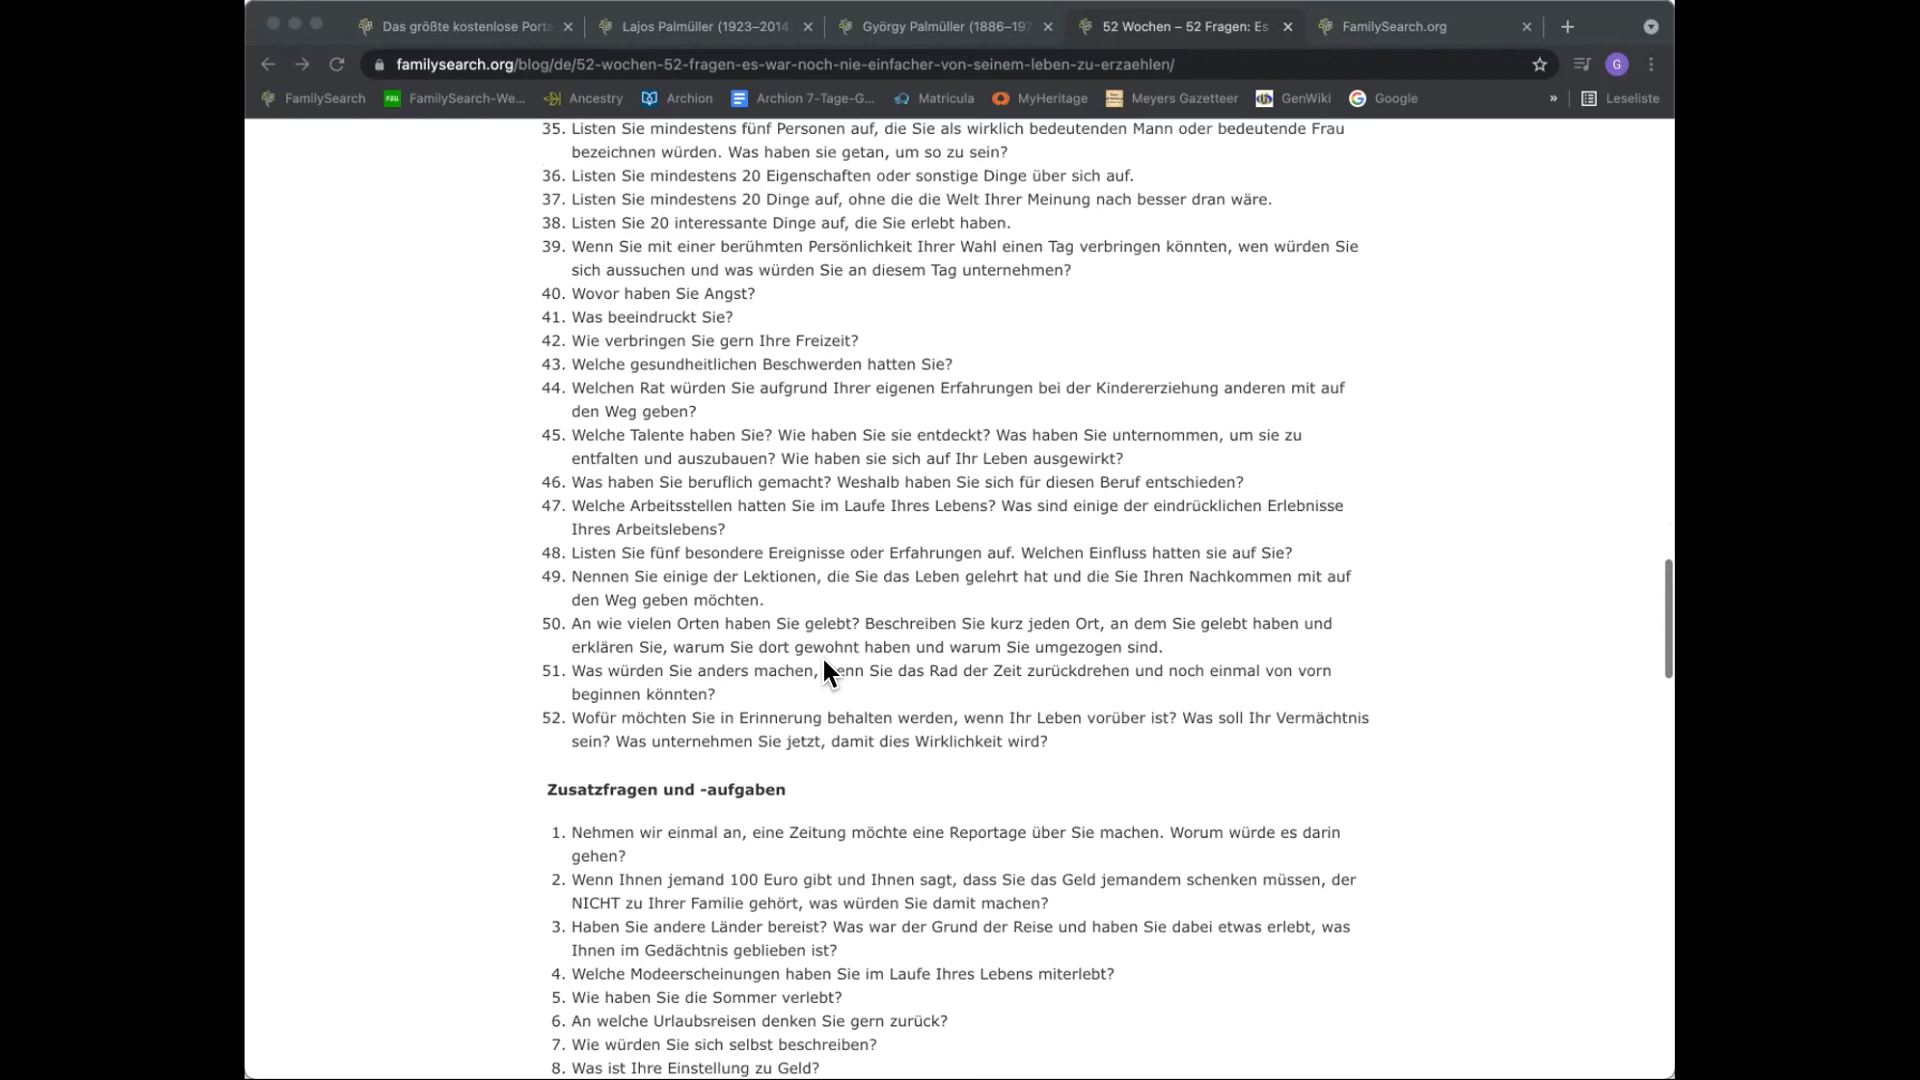 Das größte kostenlose Porta
Lajos Palmüller (1923–2014
György Palmüller (1886–197
52 Wochen – 52 Fragen: Es
FamilySearch.org
familysearch.org/blog/de/52-wochen-52-fragen-es-war-noch-nie-einfacher-von-seinem-leben-zu-erzaehlen/
G
FamilySearch
FamilySearch-We...
Ancestry
Archion
Archion 7-Tage-G...
Matricula
MyHeritage
Meyers Gazetteer
GenWiki
Google
»
Leseliste
35. Listen Sie mindestens fünf Personen auf, die Sie als wirklich bedeutenden Mann oder bedeutende Frau
bezeichnen würden. Was haben sie getan, um so zu sein?
36. Listen Sie mindestens 20 Eigenschaften oder sonstige Dinge über sich auf.
37. Listen Sie mindestens 20 Dinge auf, ohne die die Welt Ihrer Meinung nach besser dran wäre.
38. Listen Sie 20 interessante Dinge auf, die Sie erlebt haben.
39. Wenn Sie mit einer berühmten Persönlichkeit Ihrer Wahl einen Tag verbringen könnten, wen würden Sie
sich aussuchen und was würden Sie an diesem Tag unternehmen?
40. Wovor haben Sie Angst?
41. Was beeindruckt Sie?
42. Wie verbringen Sie gern Ihre Freizeit?
43. Welche gesundheitlichen Beschwerden hatten Sie?
44. Welchen Rat würden Sie aufgrund Ihrer eigenen Erfahrungen bei der Kindererziehung anderen mit auf
den Weg geben?
45. Welche Talente haben Sie? Wie haben Sie sie entdeckt? Was haben Sie unternommen, um sie zu
entfalten und auszubauen? Wie haben sie sich auf Ihr Leben ausgewirkt?
46. Was haben Sie beruflich gemacht? Weshalb haben Sie sich für diesen Beruf entschieden?
47. Welche Arbeitsstellen hatten Sie im Laufe Ihres Lebens? Was sind einige der eindrücklichen Erlebnisse
Ihres Arbeitslebens?
48. Listen Sie fünf besondere Ereignisse oder Erfahrungen auf. Welchen Einfluss hatten sie auf Sie?
49. Nennen Sie einige der Lektionen, die Sie das Leben gelehrt hat und die Sie Ihren Nachkommen mit auf
den Weg geben möchten.
50. An wie vielen Orten haben Sie gelebt? Beschreiben Sie kurz jeden Ort, an dem Sie gelebt haben und
erklären Sie, warum Sie dort gewohnt haben und warum Sie umgezogen sind.
51. Was würden Sie anders machen, wenn Sie das Rad der Zeit zurückdrehen und noch einmal von vorn
beginnen könnten?
52. Wofür möchten Sie in Erinnerung behalten werden, wenn Ihr Leben vorüber ist? Was soll Ihr Vermächtnis
sein? Was unternehmen Sie jetzt, damit dies Wirklichkeit wird?
Zusatzfragen und -aufgaben
1. Nehmen wir einmal an, eine Zeitung möchte eine Reportage über Sie machen. Worum würde es darin
gehen?
2. Wenn Ihnen jemand 100 Euro gibt und Ihnen sagt, dass Sie das Geld jemandem schenken müssen, der
NICHT zu Ihrer Familie gehört, was würden Sie damit machen?
3. Haben Sie andere Länder bereist? Was war der Grund der Reise und haben Sie dabei etwas erlebt, was
Ihnen im Gedächtnis geblieben ist?
4. Welche Modeerscheinungen haben Sie im Laufe Ihres Lebens miterlebt?
5. Wie haben Sie die Sommer verlebt?
6. An welche Urlaubsreisen denken Sie gern zurück?
7. Wie würden Sie sich selbst beschreiben?
8. Was ist Ihre Einstellung zu Geld?